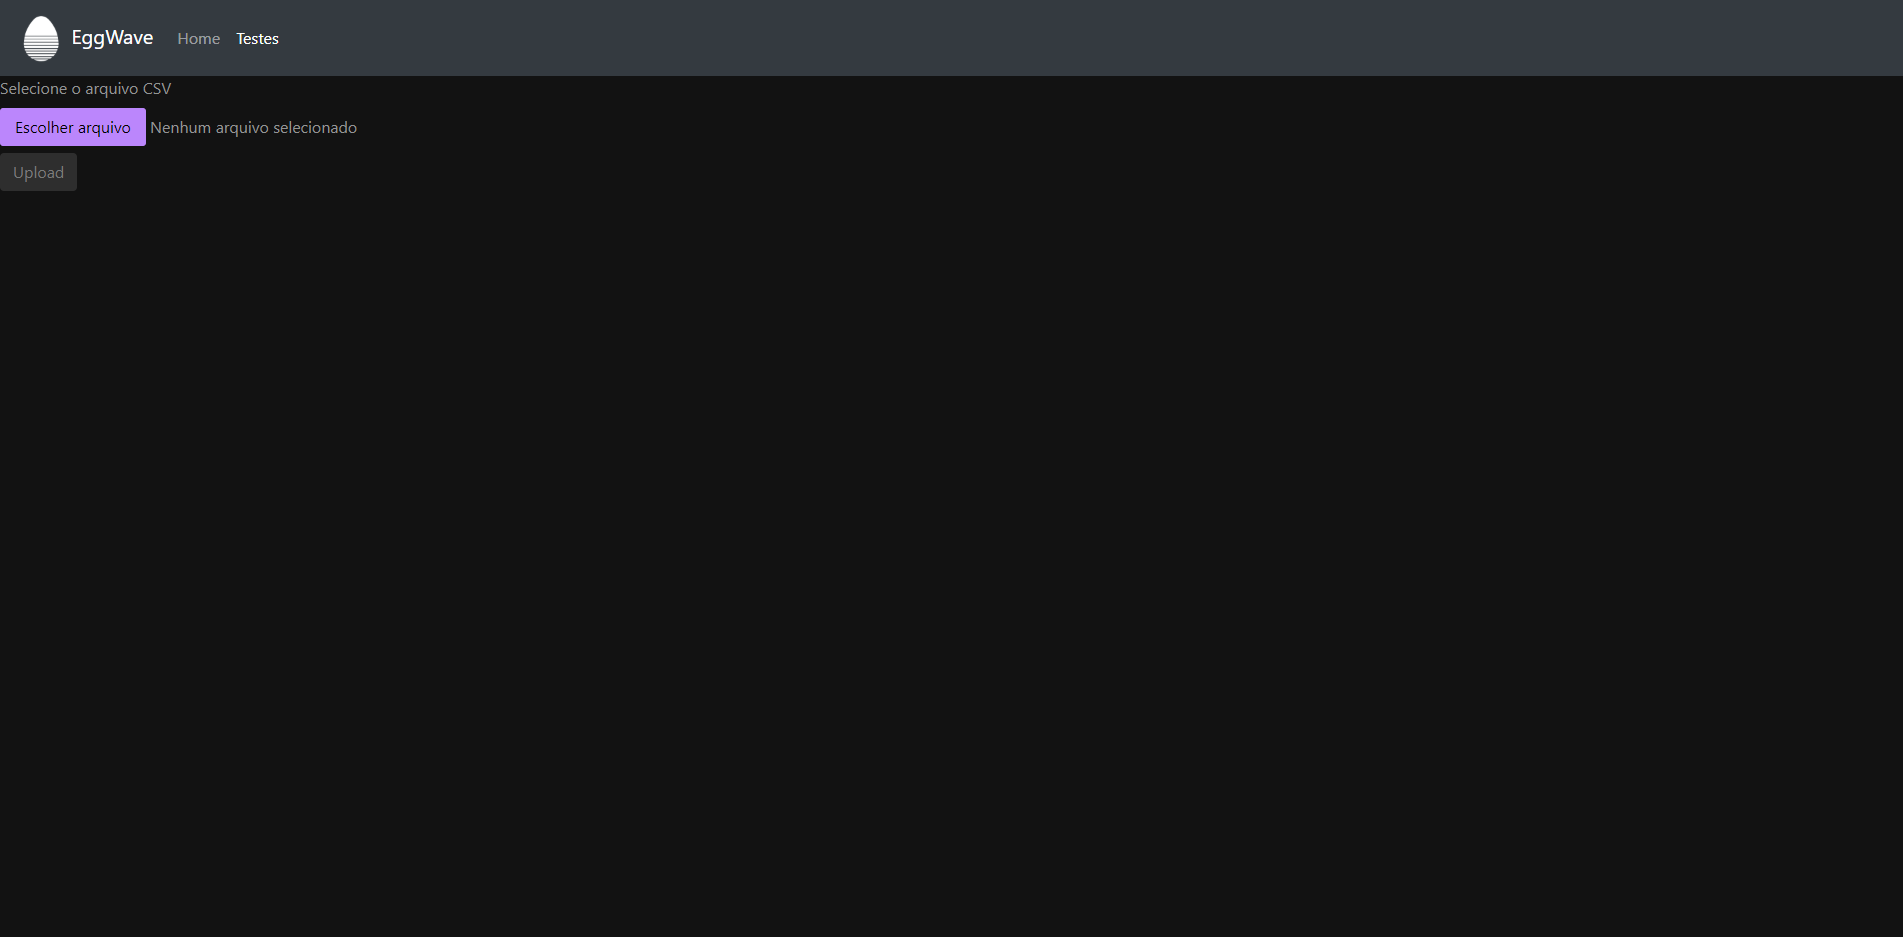 EggWave Home Testes
Selecione o arquivo CSV
Escolher arquivo Nenhum arquivo selecionado
Upload